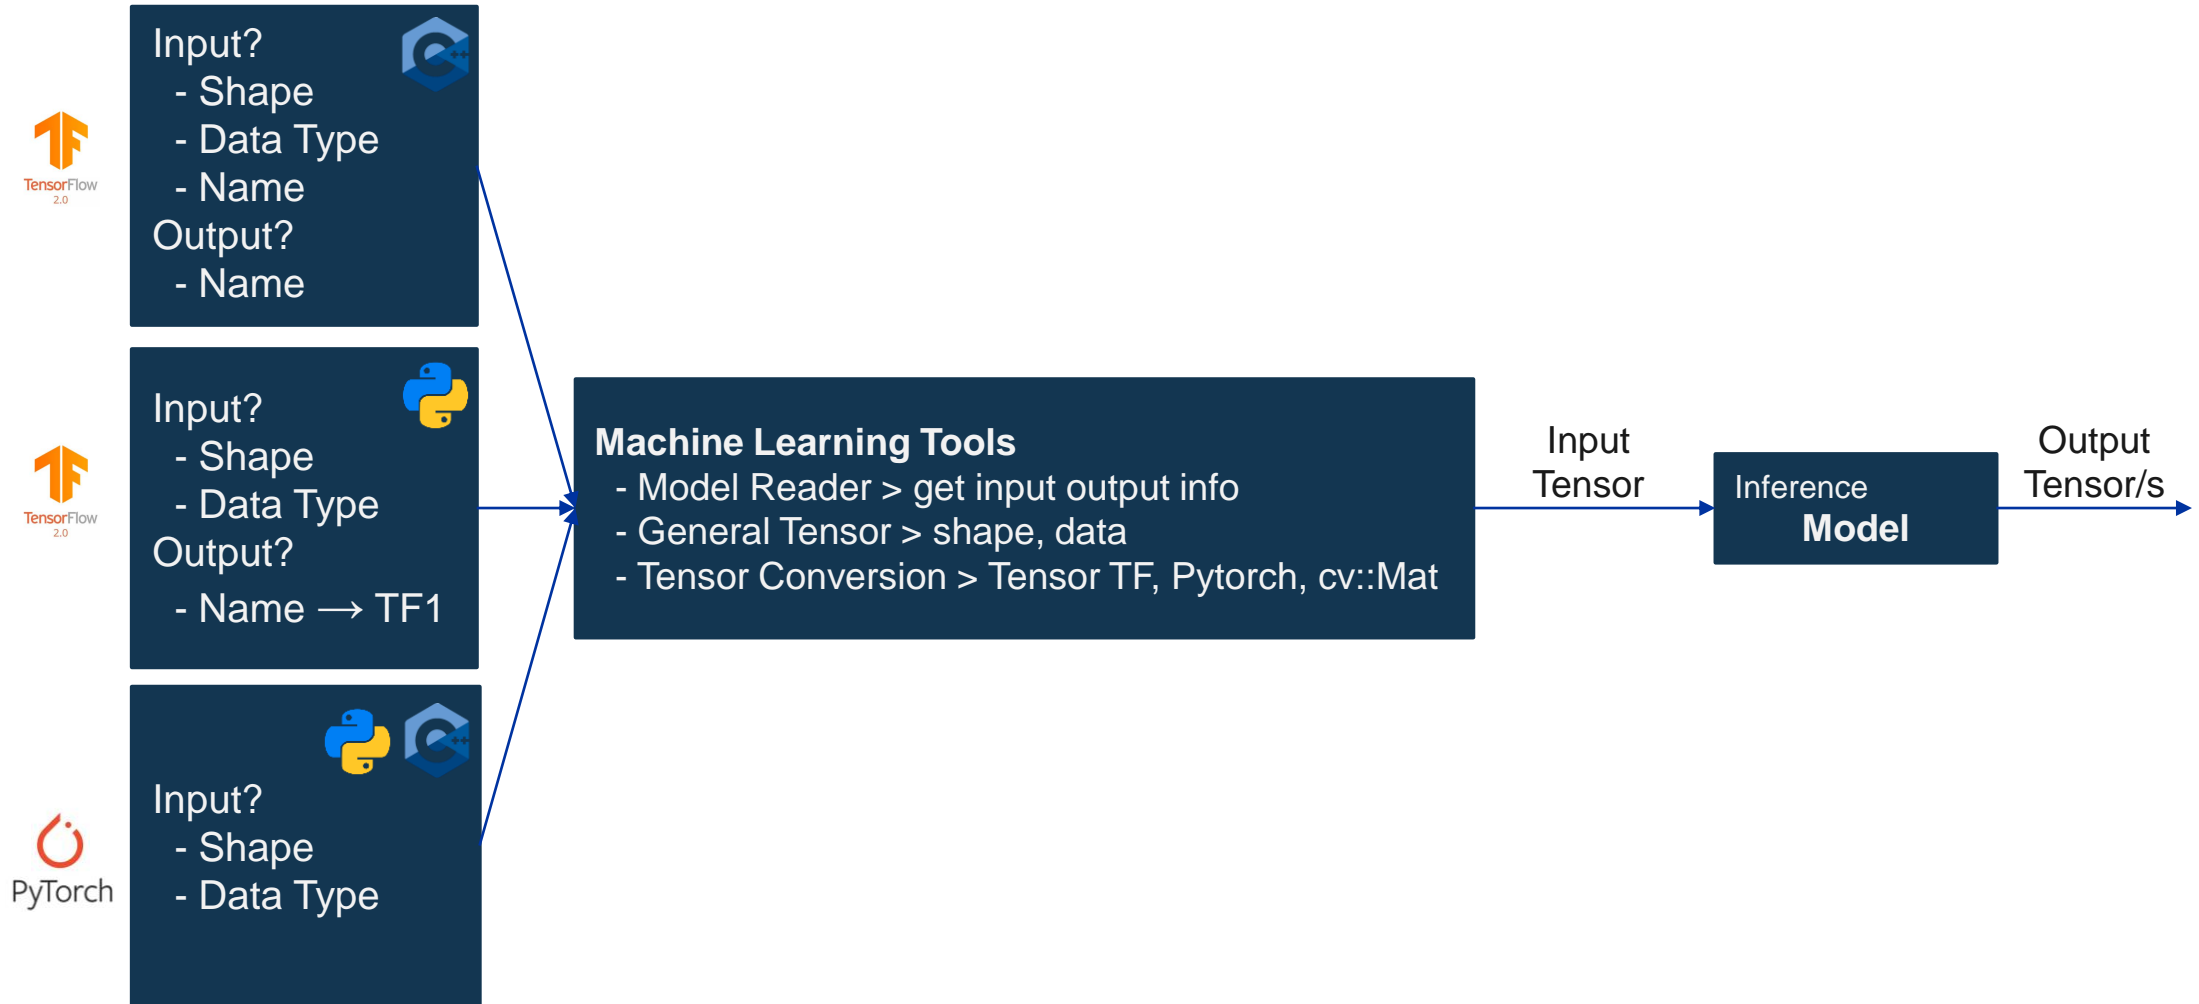 TensorFlow
2.0
Input?
- Shape
- Data Type
- Name
Output?
- Name
C
++
TensorFlow
2.0
Input?
- Shape
- Data Type
Output?
- Name → TF1
PyTorch
Input?
- Shape
- Data Type
C
++
Machine Learning Tools
- Model Reader > get input output info
- General Tensor > shape, data
- Tensor Conversion > Tensor TF, Pytorch, cv::Mat
Input
Tensor
Inference
Model
Output
Tensor/s